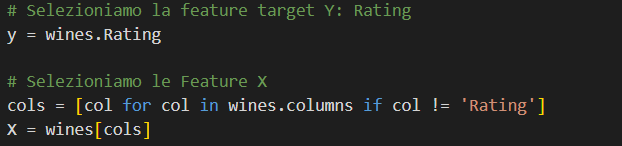 # Selezioniamo la feature target Y: Rating
y = wines.Rating
# Selezioniamo le Feature X
cols = [col for col in wines.columns if col != 'Rating']
X = wines[cols]